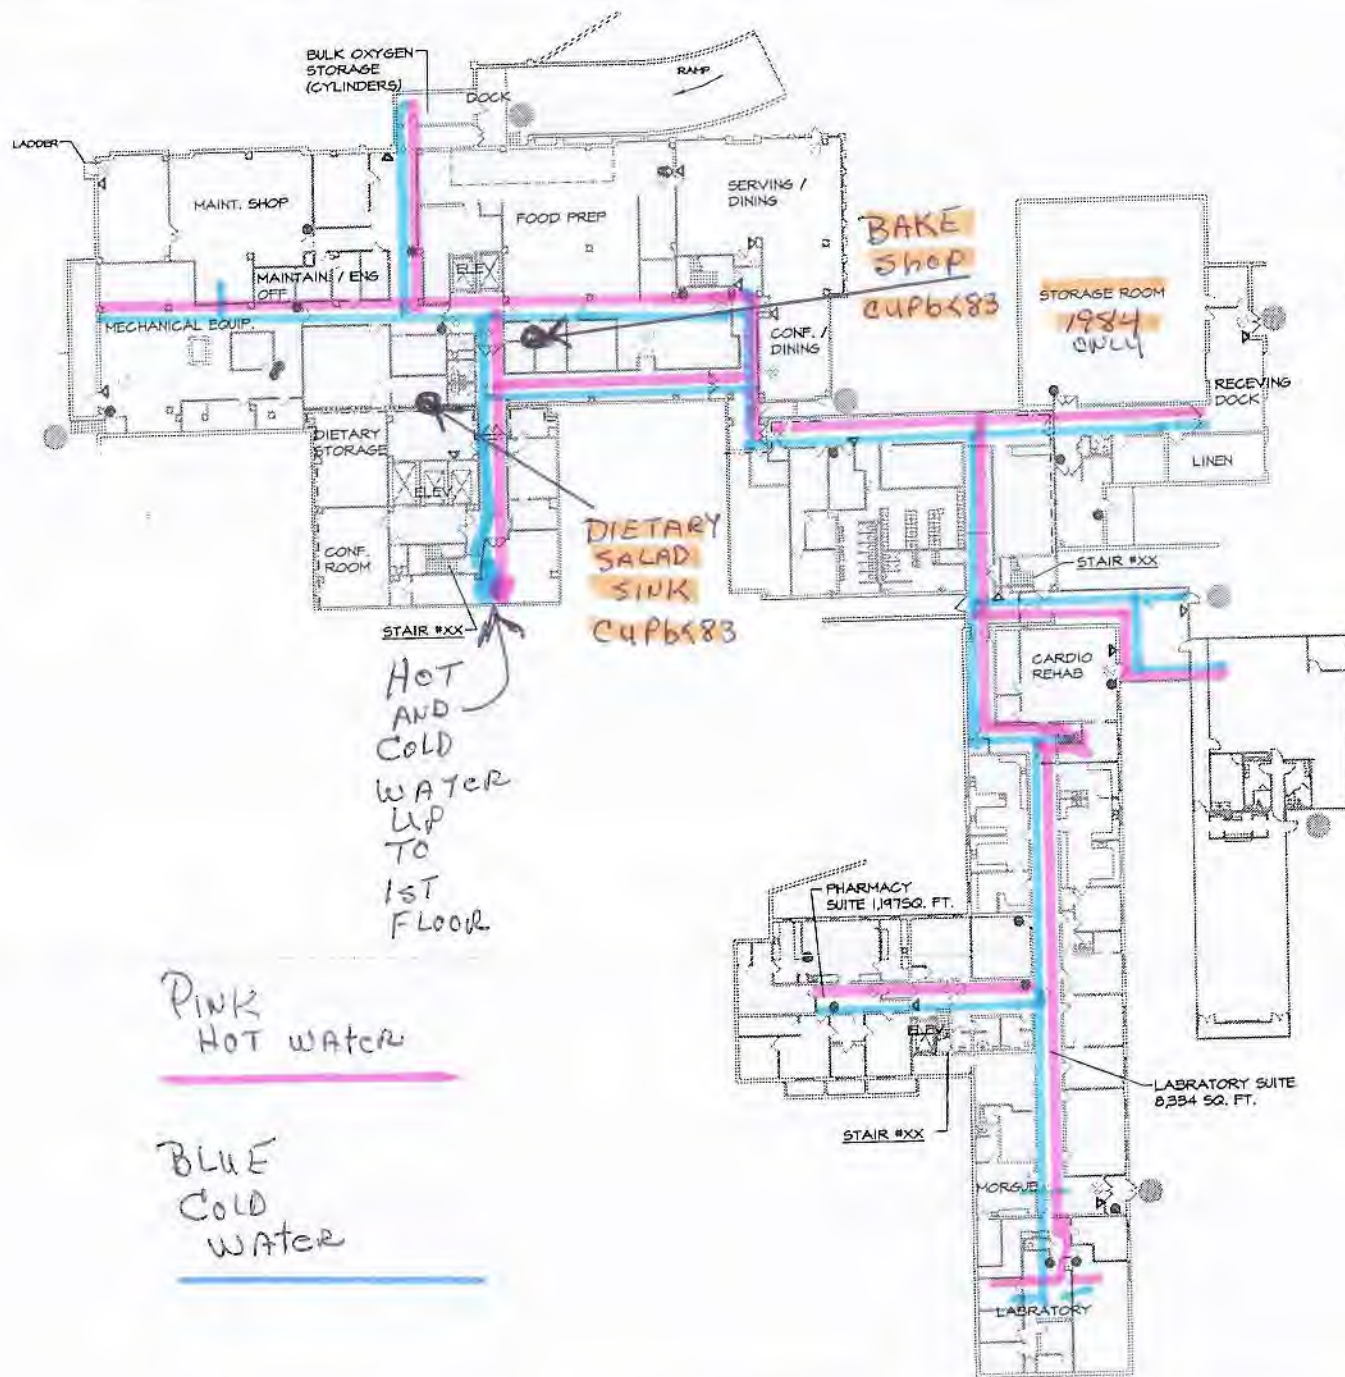 BULK OXYGEN
STORAGE
(CYLINDERS)
DOCK
RAMP
LADDER
MAINT. SHOP
FOOD PREP
SERVING /
DINING
BAKE
Shop
CUPb<83
MAINTAIN. / ENG
OFF.
ELEV
STORAGE ROOM
1984
ONLY
MECHANICAL EQUIP.
CONF. /
DINING
RECEVING
DOCK
DIETARY
STORAGE
LINEN
ELEV.
DIETARY
SALAD
SINK
CUPb<83
CONF.
ROOM
STAIR #XX
STAIR #XX
HOT
AND
COLD
WATER
UP
TO
1ST
FLOOR
CARDIO
REHAB
PHARMACY
SUITE 1,197SQ. FT.
PINK
HOT WATER
ELEV.
LABRATORY SUITE
8,334 SQ. FT.
STAIR #XX
BLUE
COLD
WATER
MORGUE
LABRATORY